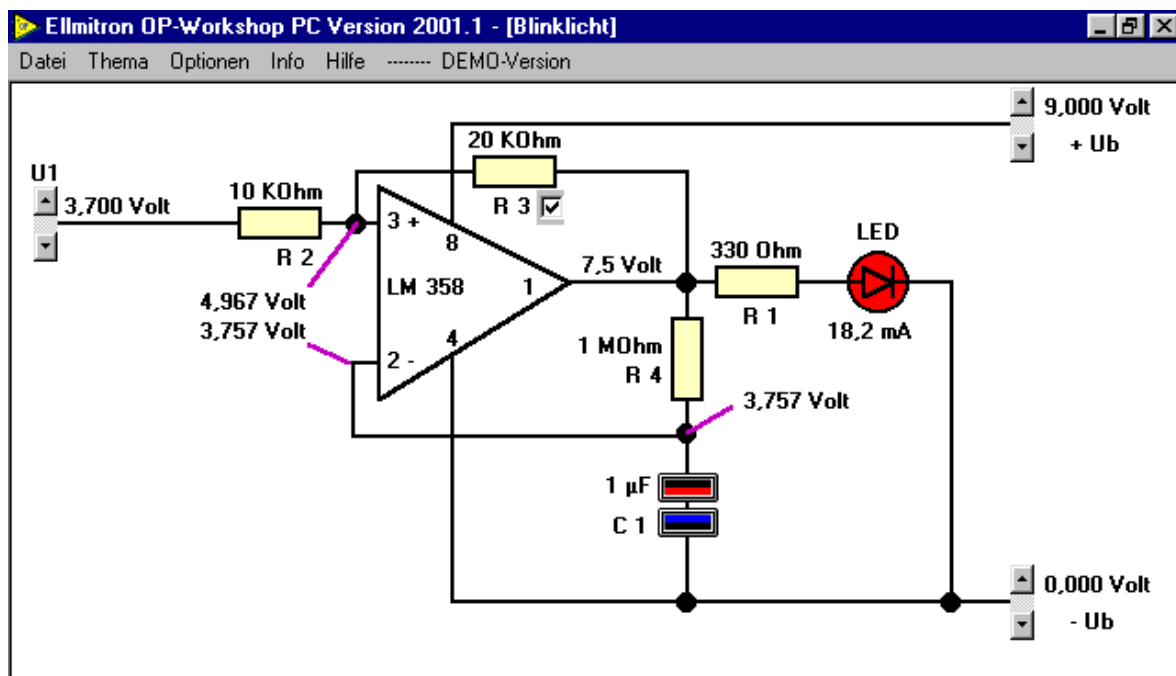 Ellmitron OP-Workshop PC Version 2001.1 - [Blinklicht]
Datei Thema Optionen Info Hilfe -------- DEMO-Version
9,000 Volt
+ Ub
20 KOhm
R 3
U1
3,700 Volt
10 KOhm
R 2
3 +
8
LM 358
1
4
2 -
4,967 Volt
3,757 Volt
7,5 Volt
330 Ohm
R 1
LED
18,2 mA
1 MOhm
R 4
3,757 Volt
1 µF
C 1
0,000 Volt
- Ub